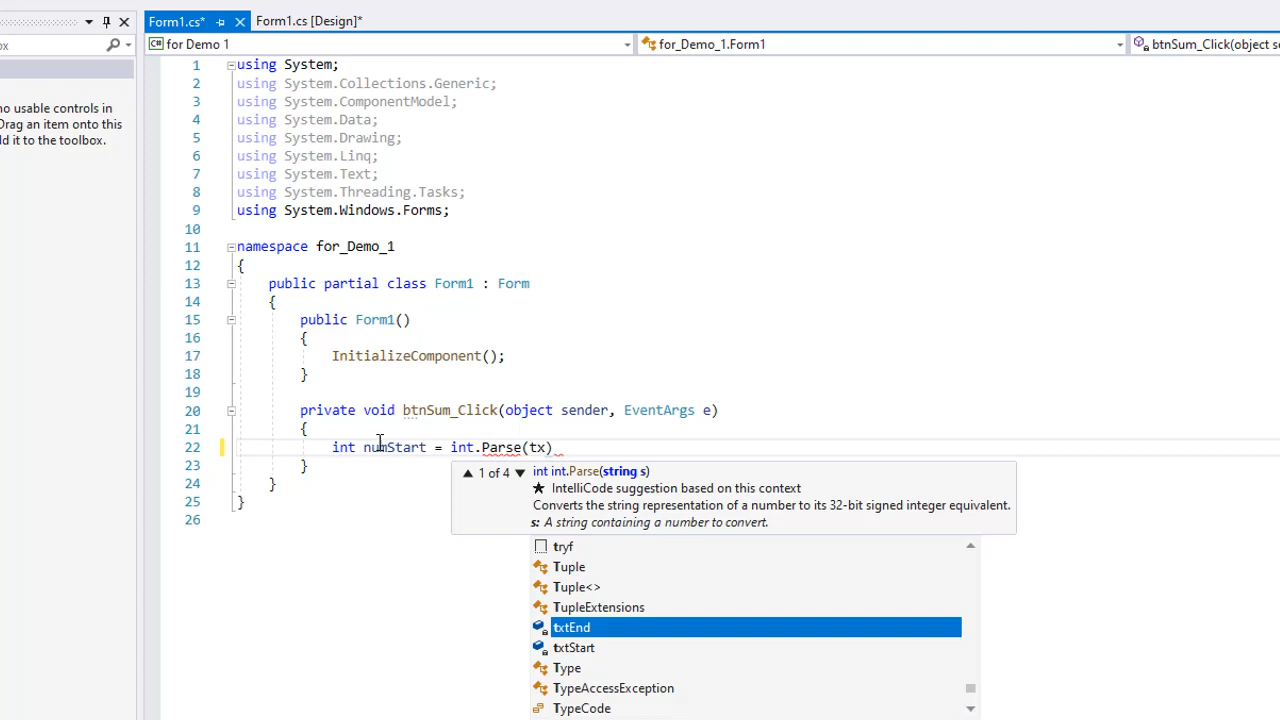 Form1.cs*
Form1.cs [Design]*
ox
for Demo 1
for_Demo_1.Form1
btnSum_Click(object se
no usable controls in
Drag an item onto this
ld it to the toolbox.
1 using System;
2 using System.Collections.Generic;
3 using System.ComponentModel;
4 using System.Data;
5 using System.Drawing;
6 using System.Linq;
7 using System.Text;
8 using System.Threading.Tasks;
9 using System.Windows.Forms;
10
11 namespace for_Demo_1
12 {
13 public partial class Form1 : Form
14 {
15 public Form1()
16 {
17 InitializeComponent();
18 }
19
20 private void btnSum_Click(object sender, EventArgs e)
21 {
22 int numStart = int.Parse(tx)
23 }
24 }
25 }
26
1 of 4 int int.Parse(string s)
IntelliCode suggestion based on this context
Converts the string representation of a number to its 32-bit signed integer equivalent.
s: A string containing a number to convert.
tryf
Tuple
Tuple<>
TupleExtensions
txtEnd
txtStart
Type
TypeAccessException
TypeCode